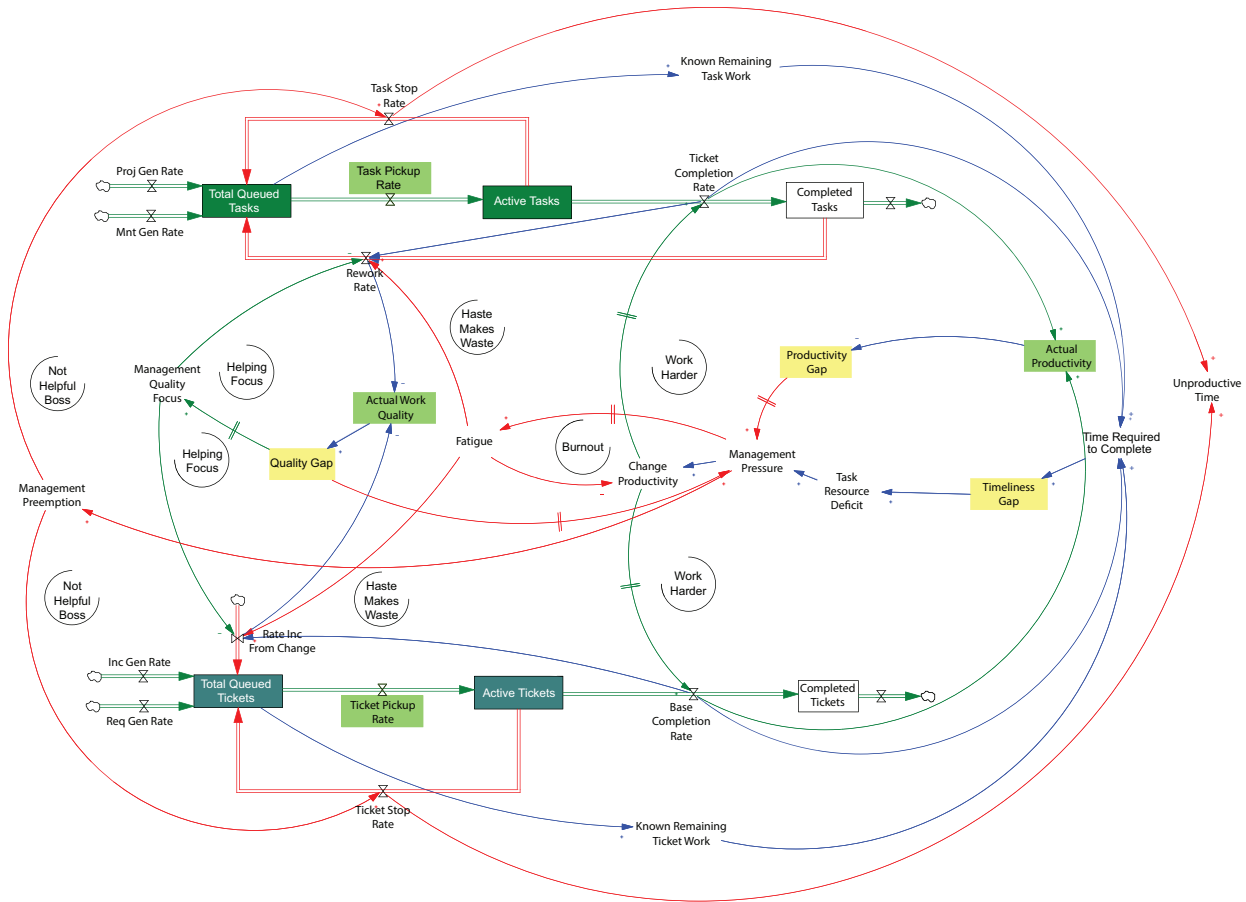 Known Remaining
Task Work
Task Stop
Rate
Ticket
Completion
Rate
Proj Gen Rate
Task Pickup
Rate
Total Queued
Tasks
Active Tasks
Completed
Tasks
Mnt Gen Rate
Rework
Rate
Haste
Makes
Waste
Not
Helpful
Boss
Management
Quality
Focus
Helping
Focus
Work
Harder
Productivity
Gap
Actual
Productivity
Unproductive
Time
Actual Work
Quality
Helping
Focus
Quality Gap
Fatigue
Burnout
Change
Productivity
Management
Pressure
Time Required
to Complete
Task
Resource
Deficit
Timeliness
Gap
Management
Preemption
Not
Helpful
Boss
Haste
Makes
Waste
Work
Harder
Rate Inc
From Change
Inc Gen Rate
Total Queued
Tickets
Active Tickets
Completed
Tickets
Req Gen Rate
Ticket Pickup
Rate
Base
Completion
Rate
Ticket Stop
Rate
Known Remaining
Ticket Work